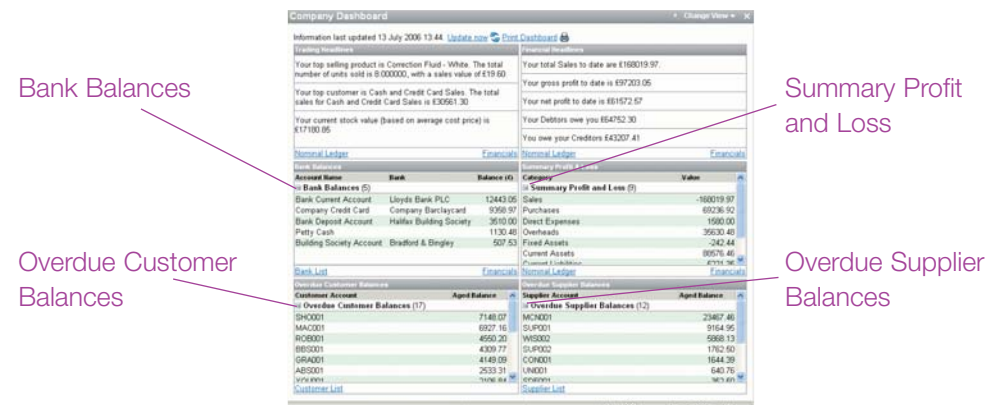 Company Dashboard
Change View
Information last updated 13 July 2006 13:44 Update now Print Dashboard
Trading Headlines
Your top selling product is Correction Fluid - White. The total
number of units sold is 8.000000, with a sales value of £19.60
Your top customer is Cash and Credit Card Sales. The total
sales for Cash and Credit Card Sales is £30561.30
Your current stock value (based on average cost price) is
£17180.85
Nominal Ledger Financials
Financial Headlines
Your total Sales to date are £168019.97.
Your gross profit to date is £97203.05
Your net profit to date is £61572.57
Your Debtors owe you £64752.30
You owe your Creditors £43207.41
Nominal Ledger Financials
Bank Balances
Bank Balances
Account Name Bank Balance (£)
Bank Balances (5)
Bank Current Account Lloyds Bank PLC 12443.05
Company Credit Card Company Barclaycard 9358.97
Bank Deposit Account Halifax Building Society 3510.00
Petty Cash 1130.48
Building Society Account Bradford & Bingley 507.53
Bank List Financials
Summary Profit
and Loss
Summary Profit & Loss
Category Value
Summary Profit and Loss (9)
Sales -168019.97
Purchases 69236.92
Direct Expenses 1580.00
Overheads 35630.48
Fixed Assets -242.44
Current Assets 88576.46
Current Liabilities
Nominal Ledger Financials
Overdue Customer
Balances
Overdue Customer Balances
Customer Account Aged Balance
Overdue Customer Balances (17)
SHO001 7148.07
MAC001 6927.16
ROB001 4550.20
BBS001 4309.77
GRA001 4149.09
ABS001 2533.31
YOU001
Customer List
Overdue Supplier
Balances
Overdue Supplier Balances
Supplier Account Aged Balance
Overdue Supplier Balances (12)
MCN001 23467.46
SUP001 9164.95
WIS002 5868.13
SUP002 1762.50
CON001 1644.39
UNI001 640.76
Supplier List